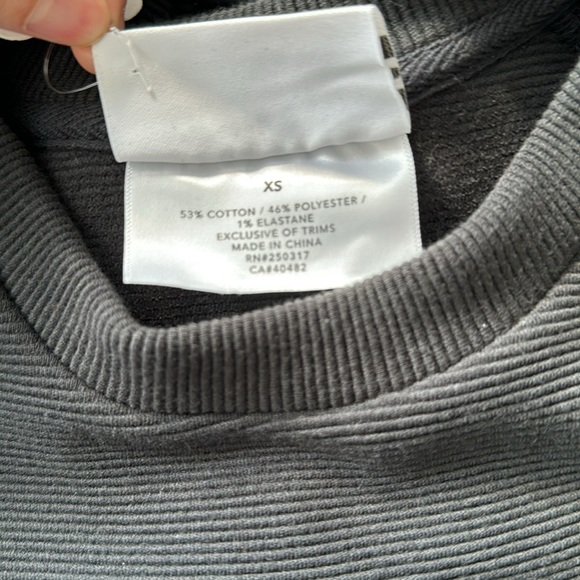 XS
53% COTTON / 46% POLYESTER /
1% ELASTANE
EXCLUSIVE OF TRIMS
MADE IN CHINA
RN#250317
CA#40482